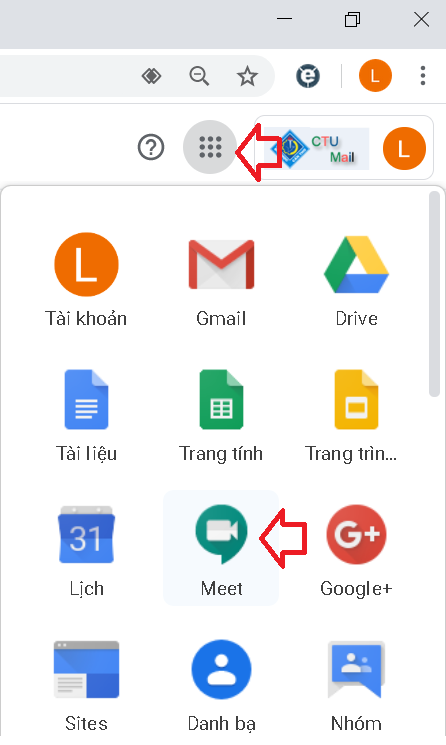 L
CTU
Mail
L
L
Tài khoản
Gmail
Drive
Tài liệu
Trang tính
Trang trìn...
31
Lịch
Meet
G+
Google+
Sites
Danh bạ
Nhóm